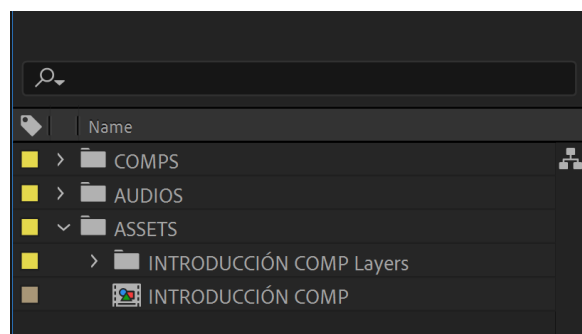 Name
COMPS
AUDIOS
ASSETS
INTRODUCCIÓN COMP Layers
INTRODUCCIÓN COMP